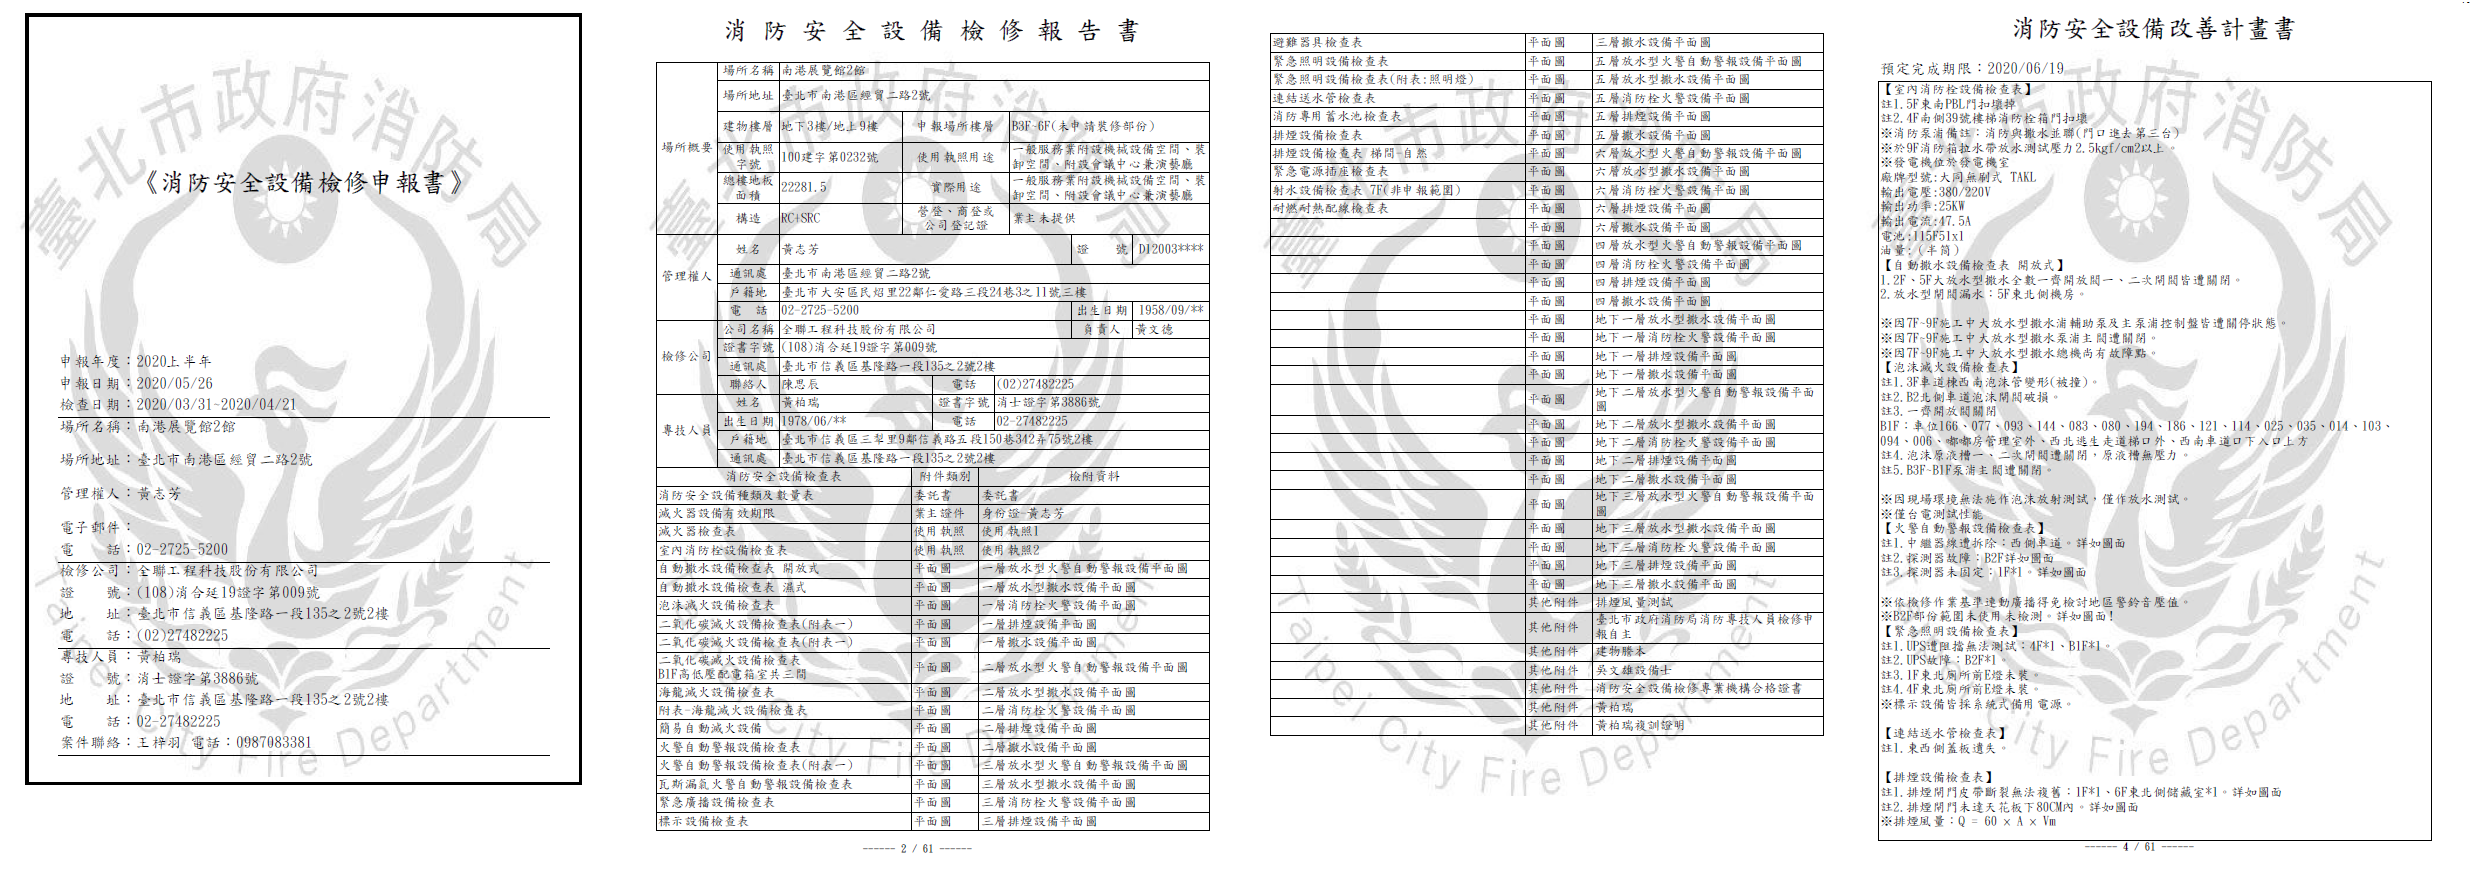 《消防安全設備檢修申報書》
申報年度：2020上半年
申報日期：2020/05/26
檢查日期：2020/03/31~2020/04/21
場所名稱：南港展覽館2館
場所地址：臺北市南港區經貿二路2號
管理權人：黃志芳
電子郵件：
電　　話：02-2725-5200
檢修公司：全聯工程科技股份有限公司
證　　號：(108)消合延19證字第009號
地　　址：臺北市信義區基隆路一段135之2號2樓
電　　話：(02)27482225
專技人員：黃柏瑞
證　　號：消士證字第3886號
地　　址：臺北市信義區基隆路一段135之2號2樓
電　　話：02-27482225
案件聯絡：王梓羽 電話：0987083381
臺北市政府消防局
Taipei City Fire Department
消防安全設備檢修報告書
場所概要 場所名稱 南港展覽館2館
場所地址 臺北市南港區經貿二路2號
建物樓層 地下3樓/地上9樓 申報場所樓層 B3F~6F(未申請裝修部份)
使用執照字號 100建字第0232號 使用執照用途 一般服務業附設機械設備空間、裝卸空間、附設會議中心兼演藝廳
總樓地板面積 22281.5 實際用途 一般服務業附設機械設備空間、裝卸空間、附設會議中心兼演藝廳
構造 RC+SRC 營登、商登或公司登記證 業主未提供
管理權人 姓名 黃志芳 證　號 D12003****
通訊處 臺北市南港區經貿二路2號
戶籍地 臺北市大安區民炤里22鄰仁愛路三段24巷3之11號三樓
電　話 02-2725-5200 出生日期 1958/09/**
檢修公司 公司名稱 全聯工程科技股份有限公司 負責人 黃文德
證書字號 (108)消合延19證字第009號
通訊處 臺北市信義區基隆路一段135之2號2樓
聯絡人 陳思辰 電話 (02)27482225
專技人員 姓名 黃柏瑞 證書字號 消士證字第3886號
出生日期 1978/06/** 電話 02-27482225
戶籍地 臺北市信義區三犁里9鄰信義路五段150巷342弄75號2樓
通訊處 臺北市信義區基隆路一段135之2號2樓
消防安全設備檢查表 附件類別 檢附資料
消防安全設備種類及數量表 委託書 委託書
滅火器設備有效期限 業主證件 身份證-黃志芳
滅火器檢查表 使用執照 使用執照1
室內消防栓設備檢查表 使用執照 使用執照2
自動撒水設備檢查表 開放式 平面圖 一層放水型火警自動警報設備平面圖
自動撒水設備檢查表 濕式 平面圖 一層放水型撒水設備平面圖
泡沫滅火設備檢查表 平面圖 一層消防栓火警設備平面圖
二氧化碳滅火設備檢查表(附表一) 平面圖 一層排煙設備平面圖
二氧化碳滅火設備檢查表(附表一) 平面圖 一層撒水設備平面圖
二氧化碳滅火設備檢查表 B1F高低壓配電箱室共三間 平面圖 二層放水型火警自動警報設備平面圖
海龍滅火設備檢查表 平面圖 二層放水型撒水設備平面圖
附表-海龍滅火設備檢查表 平面圖 二層消防栓火警設備平面圖
簡易自動滅火設備 平面圖 二層排煙設備平面圖
火警自動警報設備檢查表 平面圖 二層撒水設備平面圖
火警自動警報設備檢查表(附表一) 平面圖 三層放水型火警自動警報設備平面圖
瓦斯漏氣火警自動警報設備檢查表 平面圖 三層放水型撒水設備平面圖
緊急廣播設備檢查表 平面圖 三層消防栓火警設備平面圖
標示設備檢查表 平面圖 三層排煙設備平面圖
------ 2 / 61 ------
臺北市政府消防局
Taipei City Fire Department
避難器具檢查表 平面圖 三層撒水設備平面圖
緊急照明設備檢查表 平面圖 五層放水型火警自動警報設備平面圖
緊急照明設備檢查表(附表:照明燈) 平面圖 五層放水型撒水設備平面圖
連結送水管檢查表 平面圖 五層消防栓火警設備平面圖
消防專用蓄水池檢查表 平面圖 五層排煙設備平面圖
排煙設備檢查表 平面圖 五層撒水設備平面圖
排煙設備檢查表 梯間-自然 平面圖 六層放水型火警自動警報設備平面圖
緊急電源插座檢查表 平面圖 六層放水型撒水設備平面圖
射水設備檢查表 7F(非申報範圍) 平面圖 六層消防栓火警設備平面圖
耐燃耐熱配線檢查表 平面圖 六層排煙設備平面圖
平面圖 六層撒水設備平面圖
平面圖 四層放水型火警自動警報設備平面圖
平面圖 四層消防栓火警設備平面圖
平面圖 四層排煙設備平面圖
平面圖 四層撒水設備平面圖
平面圖 地下一層放水型撒水設備平面圖
平面圖 地下一層消防栓火警設備平面圖
平面圖 地下一層排煙設備平面圖
平面圖 地下一層撒水設備平面圖
平面圖 地下二層放水型火警自動警報設備平面圖
平面圖 地下二層放水型撒水設備平面圖
平面圖 地下二層消防栓火警設備平面圖
平面圖 地下二層排煙設備平面圖
平面圖 地下二層撒水設備平面圖
平面圖 地下三層放水型火警自動警報設備平面圖
平面圖 地下三層放水型撒水設備平面圖
平面圖 地下三層消防栓火警設備平面圖
平面圖 地下三層排煙設備平面圖
平面圖 地下三層撒水設備平面圖
其他附件 排煙風量測試
其他附件 臺北市政府消防局消防專技人員檢修申報自主
其他附件 建物謄本
其他附件 吳文雄設備士
其他附件 消防安全設備檢修專業機構合格證書
其他附件 黃柏瑞
其他附件 黃柏瑞複訓證明
臺北市政府消防局
Taipei City Fire Department
消防安全設備改善計畫書
預定完成期限：2020/06/19
【室內消防栓設備檢查表】
註1.5F東南PBL門扣壞掉
註2.4F南側39號樓梯消防栓箱門扣壞
※消防泵浦備註：消防與撒水並聯(門口進去第三台)
※於9F消防箱拉水帶放水測試壓力2.5kgf/cm2以上。
※發電機位於發電機室
廠牌型號:大同無刷式 TAKL
輸出電壓:380/220V
輸出功率:25KW
輸出電流:47.5A
電池:115F51x1
油量:(半筒)
【自動撒水設備檢查表 開放式】
1.2F、5F大放水型撒水全數一齊開放閥一、二次開閥皆遭關閉。
2.放水型閘閥漏水：5F東北側機房。
※因7F~9F施工中大放水型撒水浦輔助泵及主泵浦控制盤皆遭關停狀態。
※因7F~9F施工中大放水型撒水泵浦主閥遭關閉。
※因7F~9F施工中大放水型撒水總機尚有故障點。
【泡沫滅火設備檢查表】
註1.3F車道棟西南泡沫管變形(被撞)。
註2.B2北側車道泡沫閘閥破損。
註3.一齊開放閥關閉
B1F：車位166、077、093、144、083、080、194、186、121、114、025、035、014、103、
094、006、嘟嘟房管理室外、西北逃生走道梯口外、西南車道口下入口上方
註4.泡沫原液槽一、二次開閥遭關閉，原液槽無壓力。
註5.B3F~B1F泵浦主閥遭關閉。
※因現場環境無法施作泡沫放射測試，僅作放水測試。
※僅台電測試性能
【火警自動警報設備檢查表】
註1.中繼器線遭拆除：西側車道。詳如圖面
註2.探測器故障：B2F詳如圖面
註3.探測器未固定：1F*1。詳如圖面
※依檢修作業基準連動廣播得免檢討地區警鈴音壓值。
※B2F部份範圍未使用未檢測。詳如圖面!
【緊急照明設備檢查表】
註1.UPS遭阻擋無法測試：4F*1、B1F*1。
註2.UPS故障：B2F*1。
註3.1F東北廁所前E燈未裝。
註4.4F東北廁所前E燈未裝。
※標示設備皆採系統式備用電源。
【連結送水管檢查表】
註1.東西側蓋板遺失。
【排煙設備檢查表】
註1.排煙閘門皮帶斷裂無法復舊：1F*1、6F東北側儲藏室*1。詳如圖面
註2.排煙閘門未達天花板下80CM內。詳如圖面
※排煙風量：Q = 60 × A × Vm
------ 4 / 61 ------
臺北市政府消防局
Taipei City Fire Department